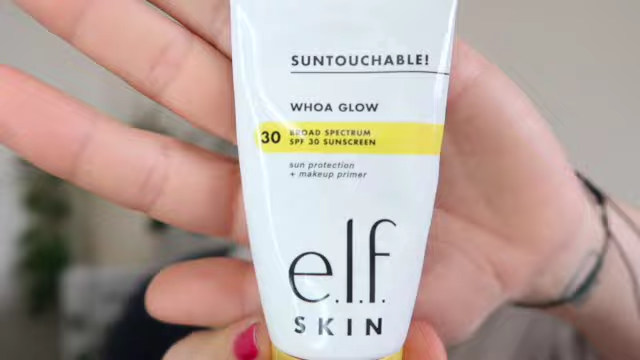 SUNTOUCHABLE!
WHOA GLOW
30 BROAD SPECTRUM
SPF 30 SUNSCREEN
sun protection
+ makeup primer
e.l.f.
SKIN